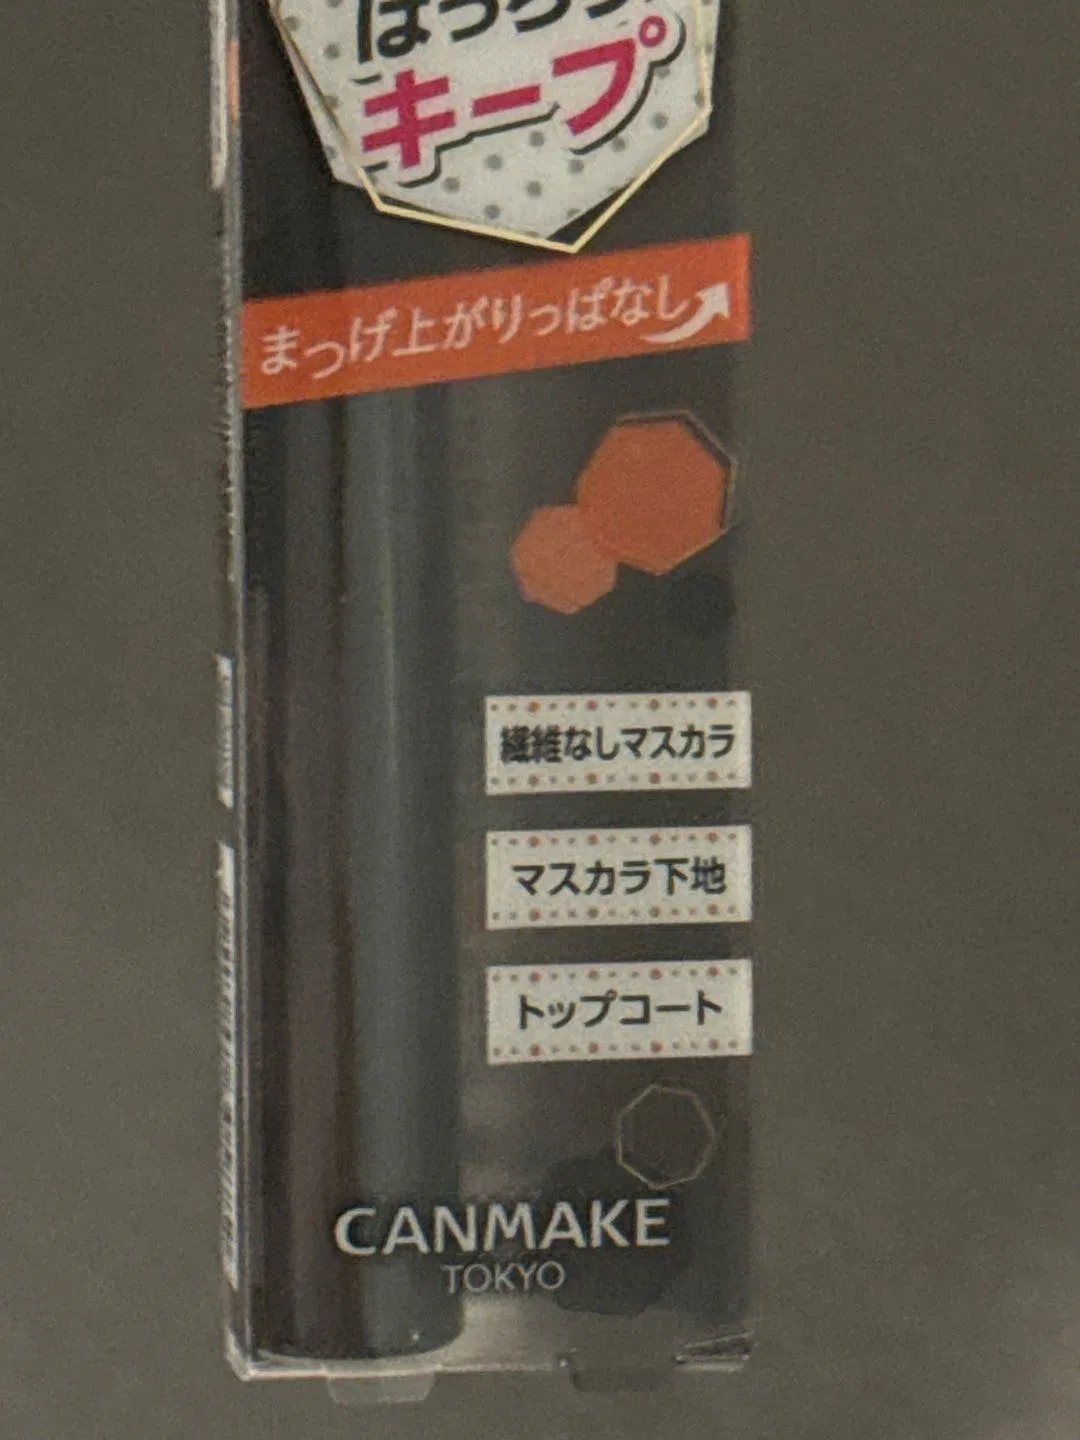 キープ
まつげ上がりっぱなし
繊維なしマスカラ
マスカラ下地
トップコート
CANMAKE
TOKYO